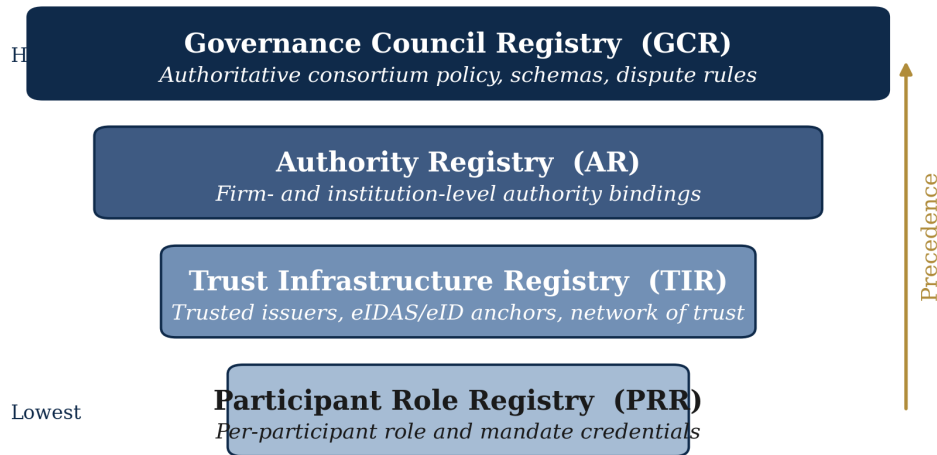 Governance Council Registry (GCR)
H
Authoritative consortium policy, schemas, dispute rules
Authority Registry (AR)
Firm- and institution-level authority bindings
Precedence
Trust Infrastructure Registry (TIR)
Trusted issuers, eIDAS/eID anchors, network of trust
Participant Role Registry (PRR)
Lowest
Per-participant role and mandate credentials